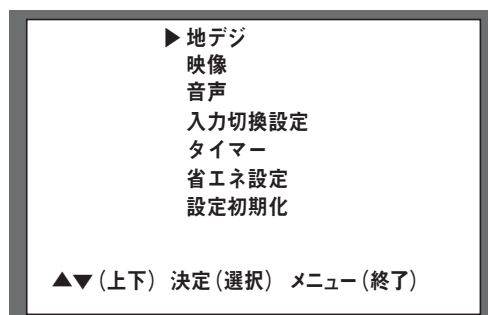 ▶地デジ
映像
音声
入力切換設定
タイマー
省エネ設定
設定初期化
▲▼(上下) 決定(選択) メニュー(終了)